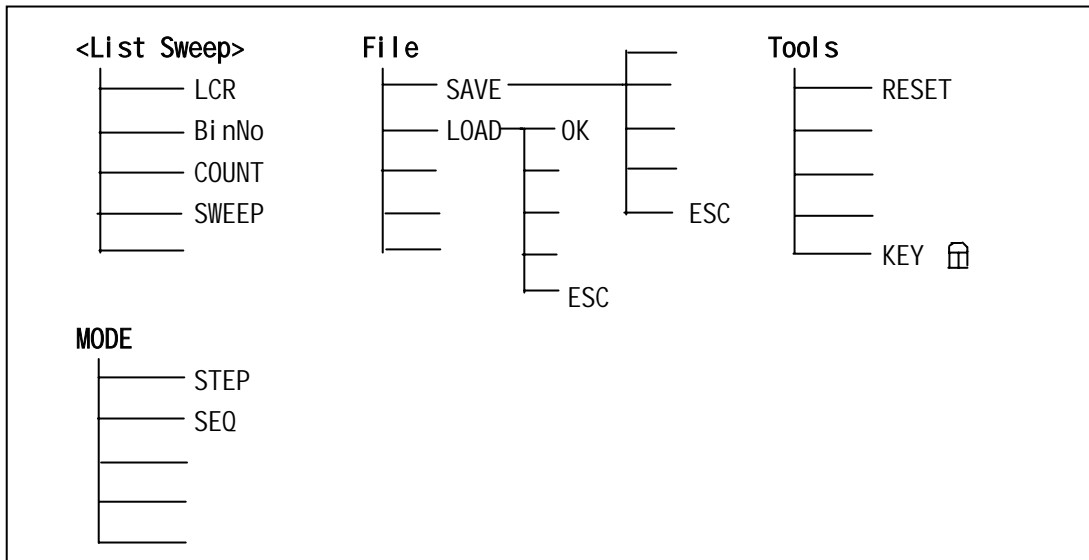 <List Sweep>
LCR
BinNo
COUNT
SWEEP
File
SAVE
LOAD
OK
ESC
ESC
Tools
RESET
KEY
MODE
STEP
SEQ